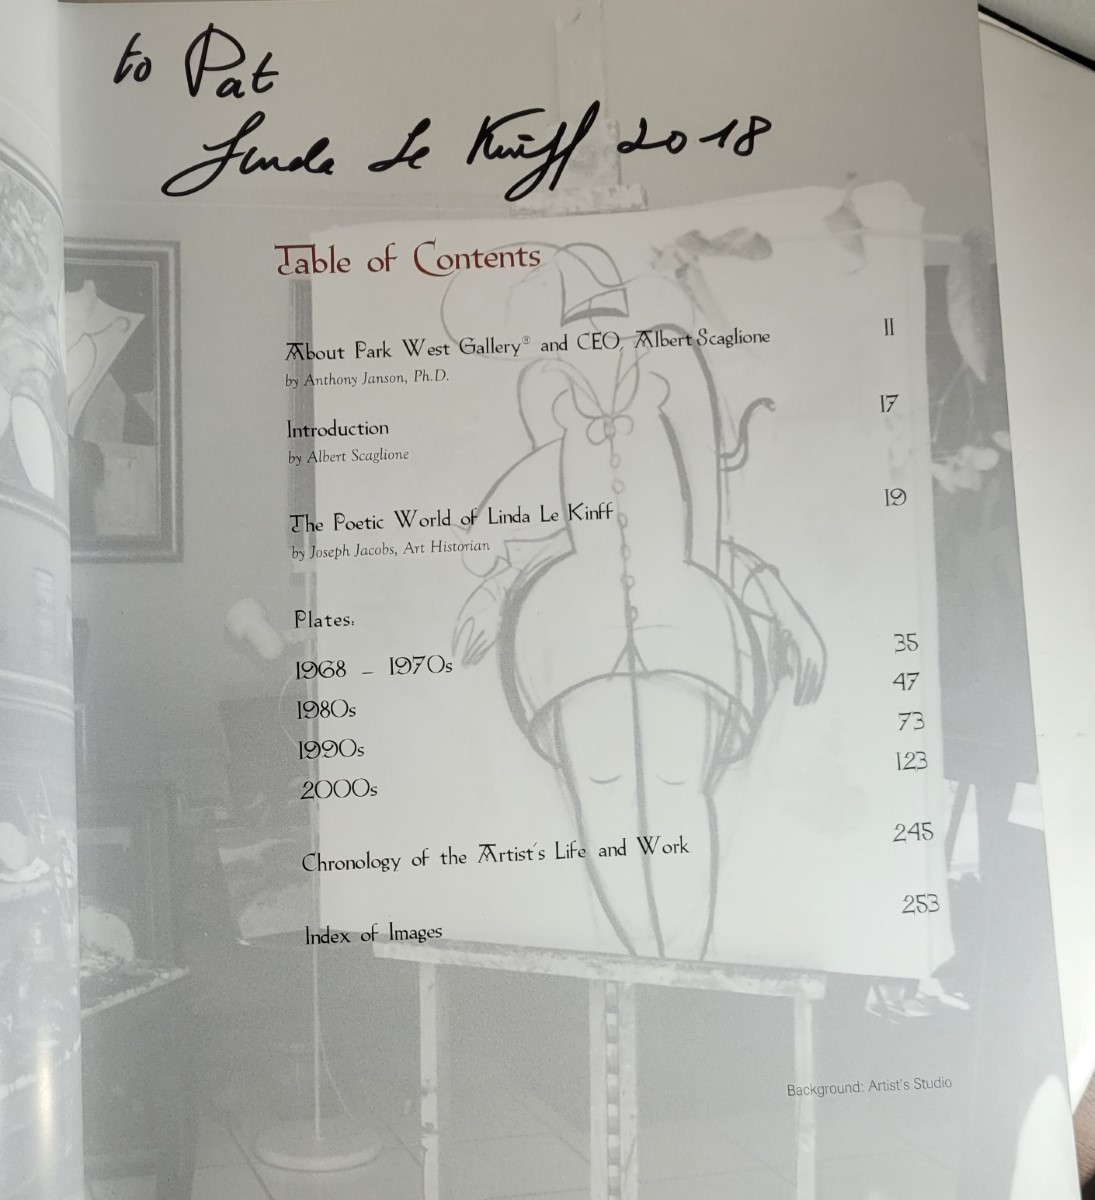 to Pat
Linda Le Kinff 2018
Table of Contents
About Park West Gallery® and CEO, Albert Scaglione 11
by Anthony Janson, Ph.D.
Introduction 17
by Albert Scaglione
The Poetic World of Linda Le Kinff 19
by Joseph Jacobs, Art Historian
Plates:
1968 – 1970s 35
1980s 47
1990s 73
2000s 123
Chronology of the Artist's Life and Work 245
Index of Images 253
Background: Artist's Studio